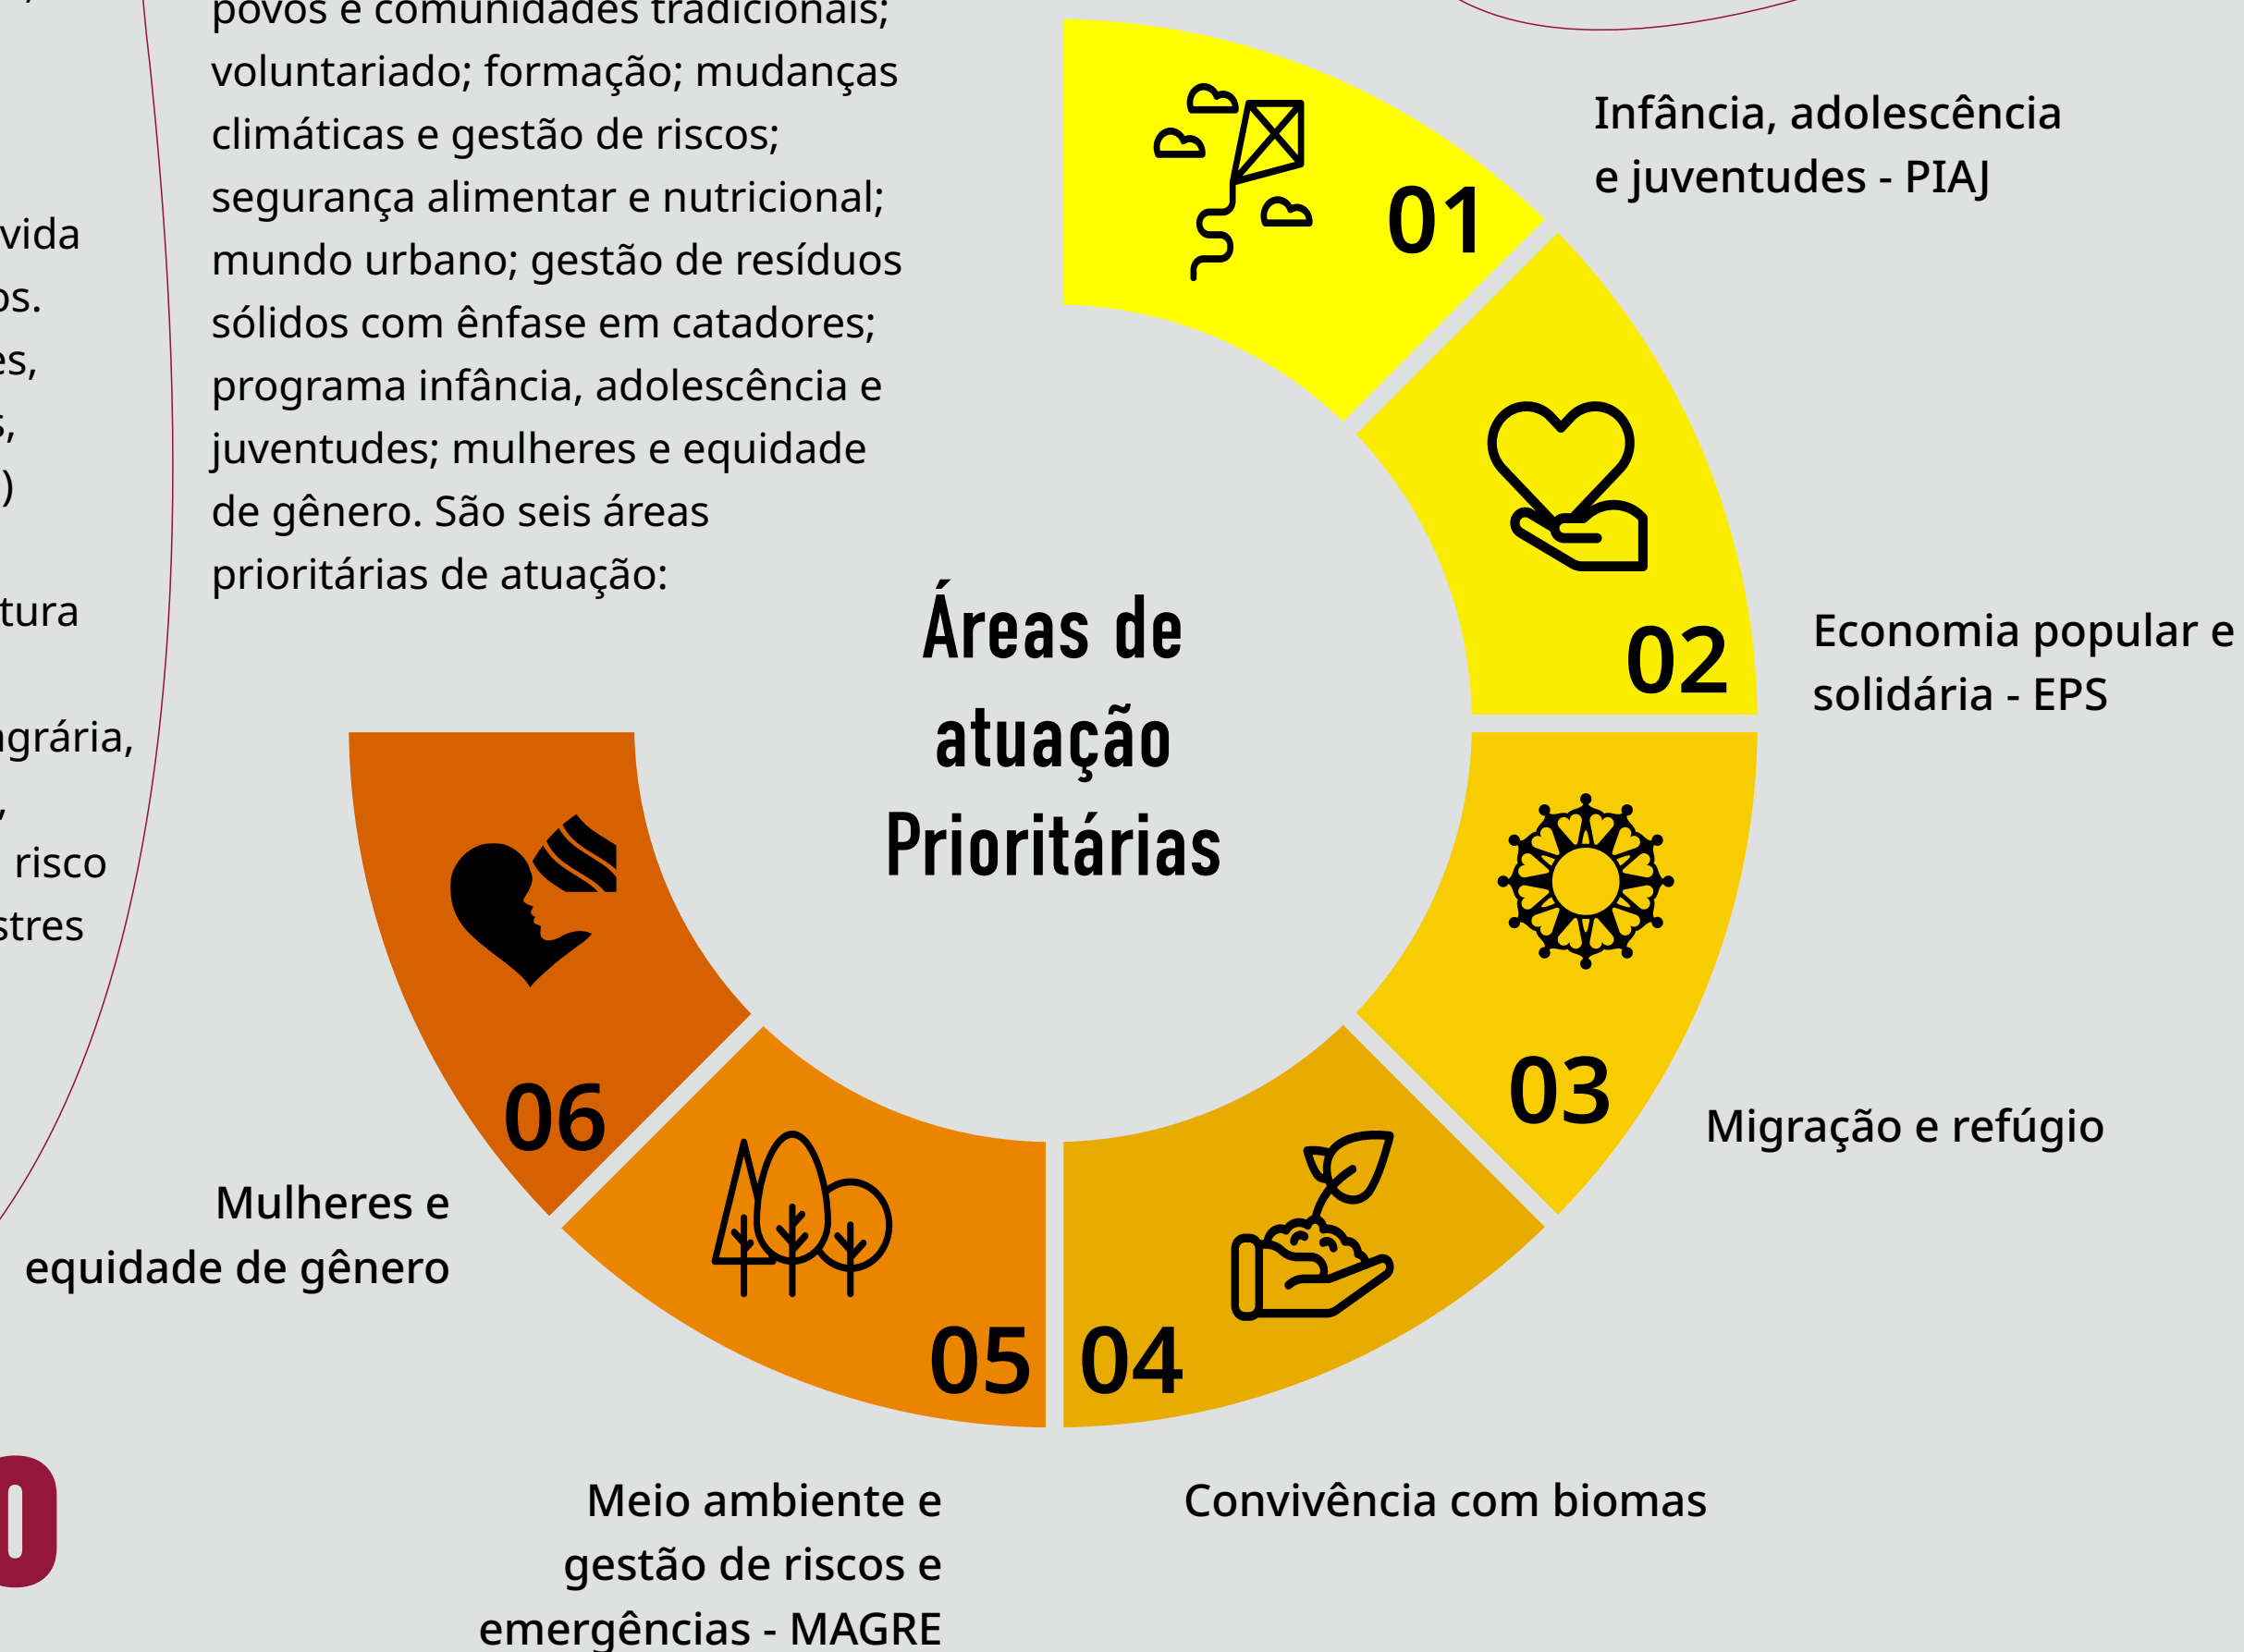 vida
os.
es,
s,
)
tura
agrária,
,
risco
stres
povos e comunidades tradicionais;
voluntariado; formação; mudanças
climáticas e gestão de riscos;
segurança alimentar e nutricional;
mundo urbano; gestão de resíduos
sólidos com ênfase em catadores;
programa infância, adolescência e
juventudes; mulheres e equidade
de gênero. São seis áreas
prioritárias de atuação:
Áreas de
atuação
Prioritárias
01
Infância, adolescência
e juventudes - PIAJ
02
Economia popular e
solidária - EPS
03
Migração e refúgio
04
Convivência com biomas
05
Meio ambiente e
gestão de riscos e
emergências - MAGRE
06
Mulheres e
equidade de gênero